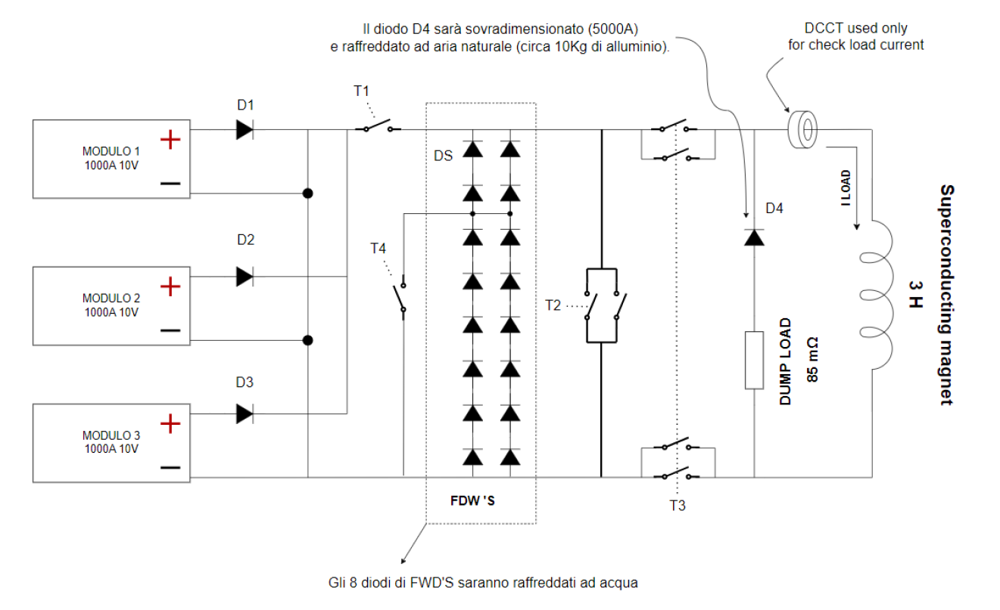 Il diodo D4 sarà sovradimensionato (5000A)
e raffreddato ad aria naturale (circa 10Kg di alluminio).
DCCT used only
for check load current
D1
T1
MODULO 1
1000A 10V
+
−
DS
I LOAD
D4
D2
T4
MODULO 2
1000A 10V
+
−
T2
DUMP LOAD
85 mΩ
Superconducting magnet
3 H
D3
MODULO 3
1000A 10V
+
−
FDW 'S
T3
Gli 8 diodi di FWD'S saranno raffreddati ad acqua